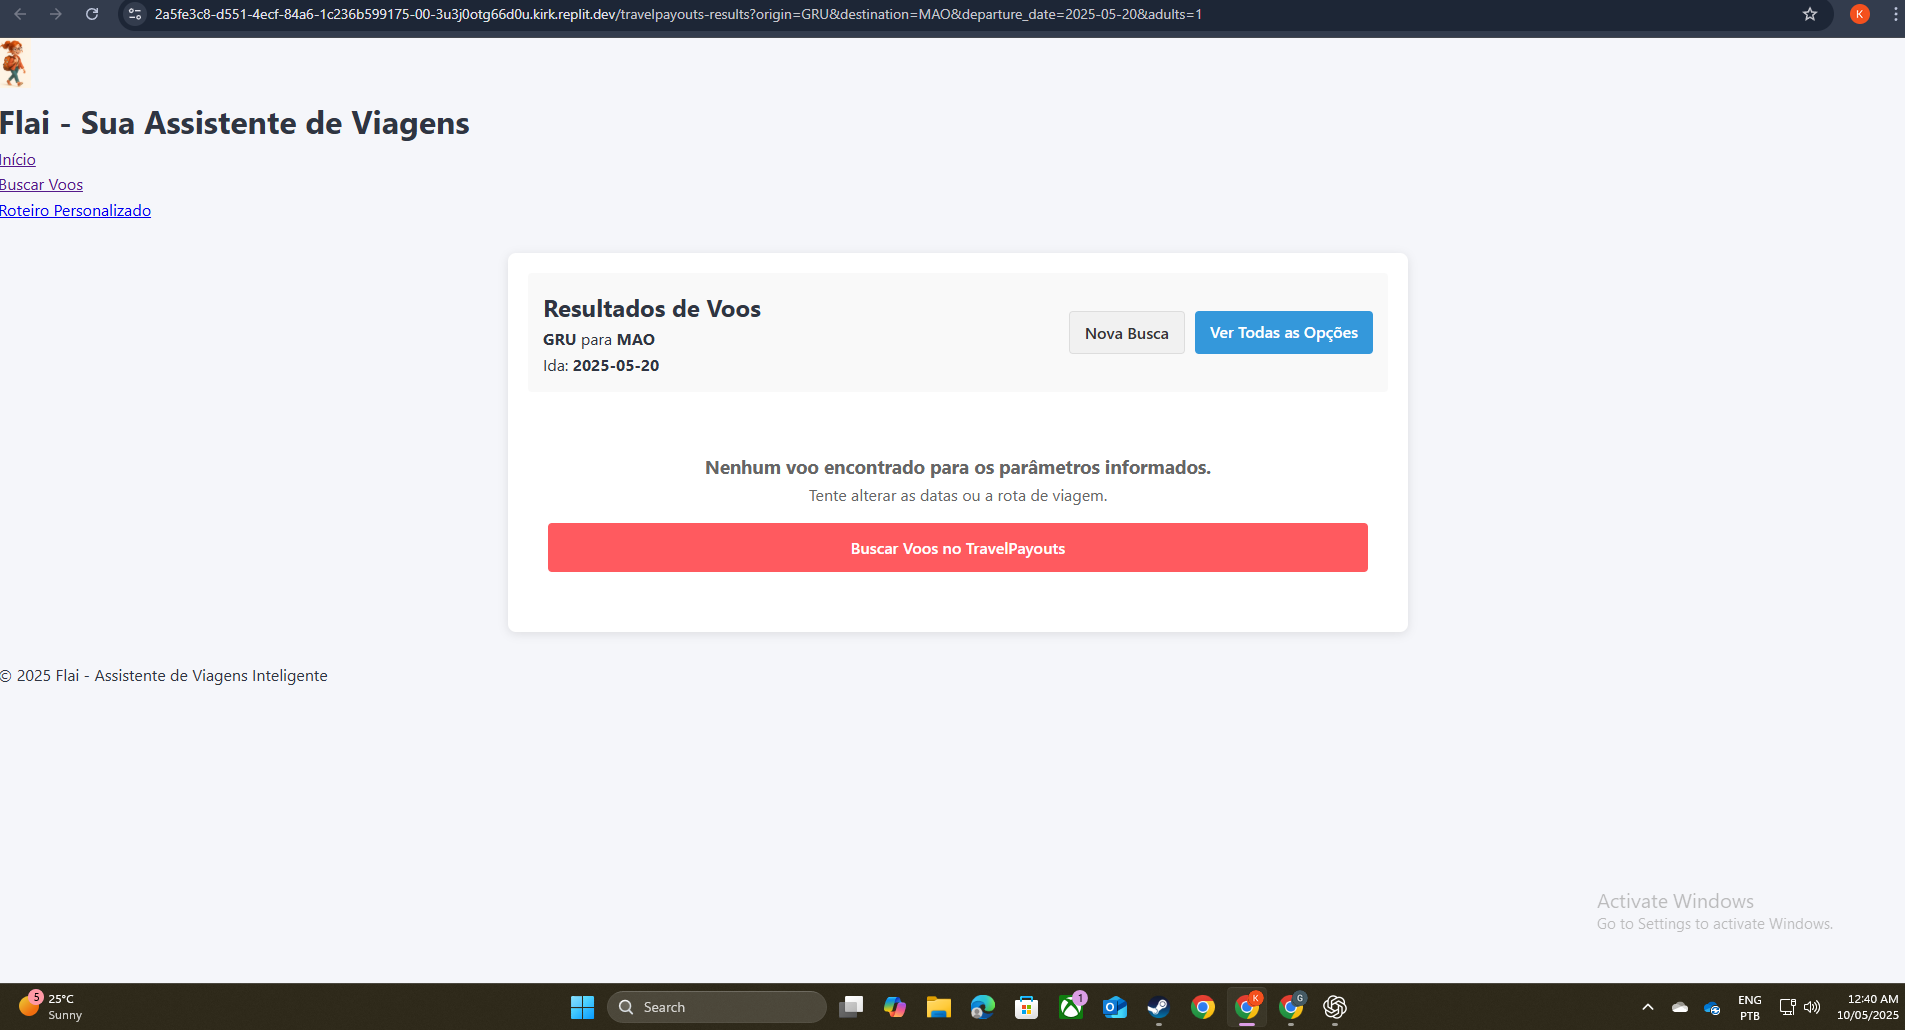 2a5fe3c8-d551-4ecf-84a6-1c236b599175-00-3u3j0otg66d0u.kirk.replit.dev/travelpayouts-results?origin=GRU&destination=MAO&departure_date=2025-05-20&adults=1
K
Flai - Sua Assistente de Viagens
Início
Buscar Voos
Roteiro Personalizado
Resultados de Voos
GRU para MAO
Ida: 2025-05-20
Nova Busca
Ver Todas as Opções
Nenhum voo encontrado para os parâmetros informados.
Tente alterar as datas ou a rota de viagem.
Buscar Voos no TravelPayouts
© 2025 Flai - Assistente de Viagens Inteligente
Activate Windows
Go to Settings to activate Windows.
5
25°C
Sunny
Search
1
K
G
ENG
PTB
12:40 AM
10/05/2025